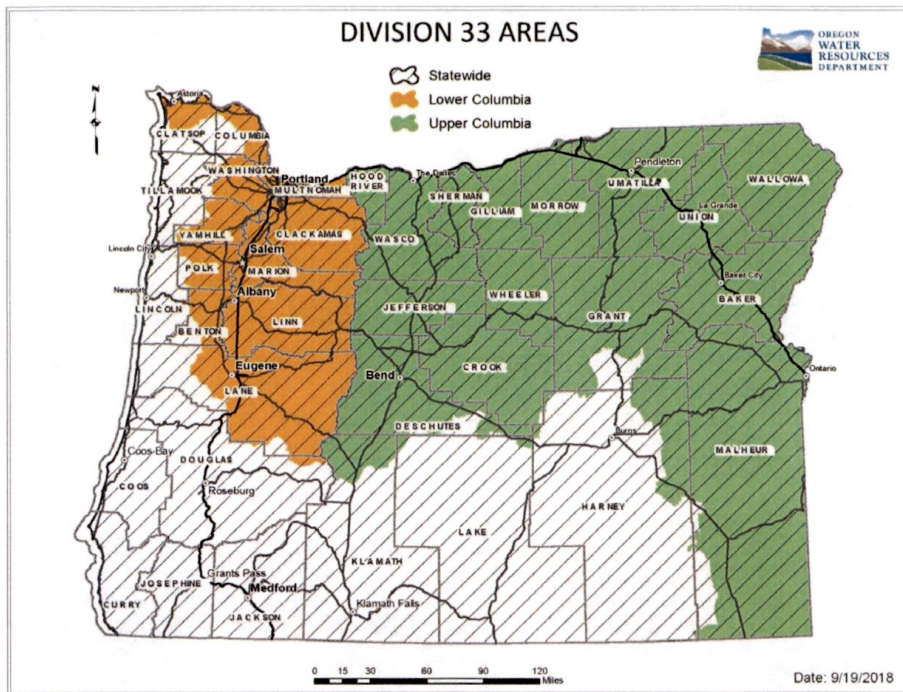 DIVISION 33 AREAS
OREGON
WATER
RESOURCES
DEPARTMENT
Statewide
Lower Columbia
Upper Columbia
N
Astoria
CLATSOP
COLUMBIA
WASHINGTON
Portland
MULTNOMAH
HOOD
RIVER
The Dalles
SHERMAN
GILLIAM
MORROW
Pendleton
UMATILLA
WALLOWA
La Grande
UNION
TILLAMOOK
YAMHILL
CLACKAMAS
WASCO
Lincoln City
Salem
POLK
MARION
Baker City
BAKER
Newport
Albany
LINCOLN
LINN
JEFFERSON
WHEELER
GRANT
BENTON
Eugene
LANE
Bend
CROOK
Ontario
DESCHUTES
Burns
MALHEUR
Coos Bay
DOUGLAS
COOS
Roseburg
HARNEY
LAKE
KLAMATH
Grants Pass
JOSEPHINE
Medford
CURRY
JACKSON
Klamath Falls
0 15 30 60 90 120
Miles
Date: 9/19/2018